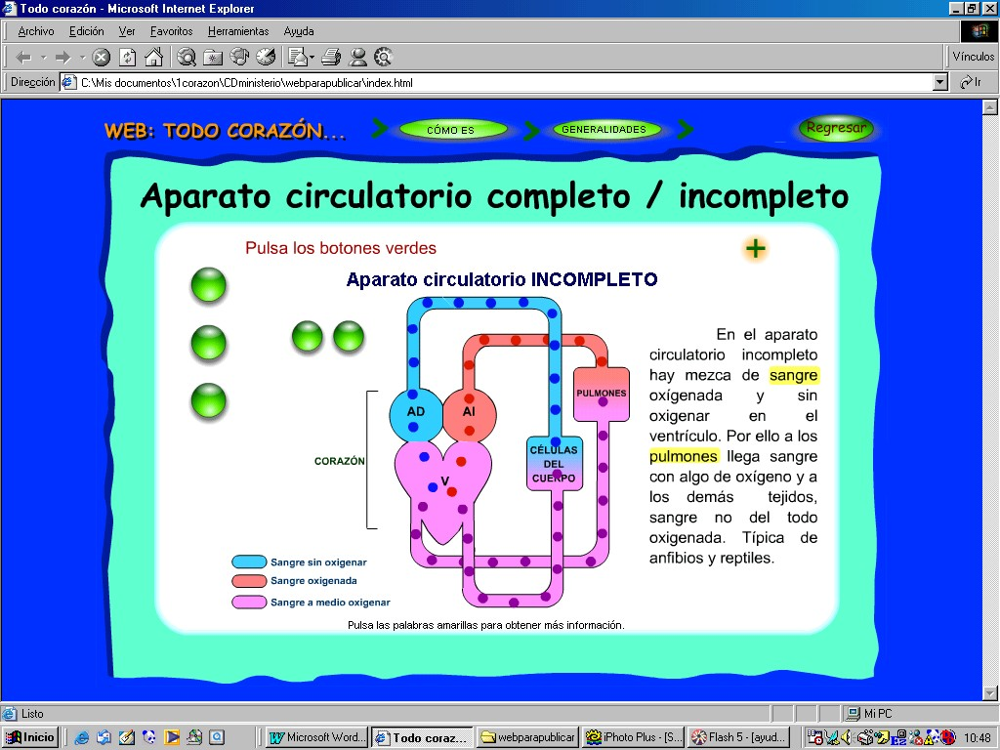 Todo corazón - Microsoft Internet Explorer
Archivo Edición Ver Favoritos Herramientas Ayuda
Vínculos
Dirección C:\Mis documentos\1corazon\CDministerio\webparapublicar\index.html Ir
WEB: TODO CORAZÓN... CÓMO ES GENERALIDADES Regresar
Aparato circulatorio completo / incompleto
Pulsa los botones verdes
Aparato circulatorio INCOMPLETO
AD AI
PULMONES
CORAZÓN
V
CÉLULAS
DEL
CUERPO
En el aparato
circulatorio incompleto
hay mezca de sangre
oxígenada y sin
oxigenar en el
ventrículo. Por ello a los
pulmones llega sangre
con algo de oxígeno y a
los demás tejidos,
sangre no del todo
oxigenada. Típica de
anfibios y reptiles.
Sangre sin oxigenar
Sangre oxigenada
Sangre a medio oxigenar
Pulsa las palabras amarillas para obtener más información.
Listo Mi PC
Inicio Microsoft Word... Todo coraz... webparapublicar iPhoto Plus - [S... Flash 5 - [ayud... 10:48